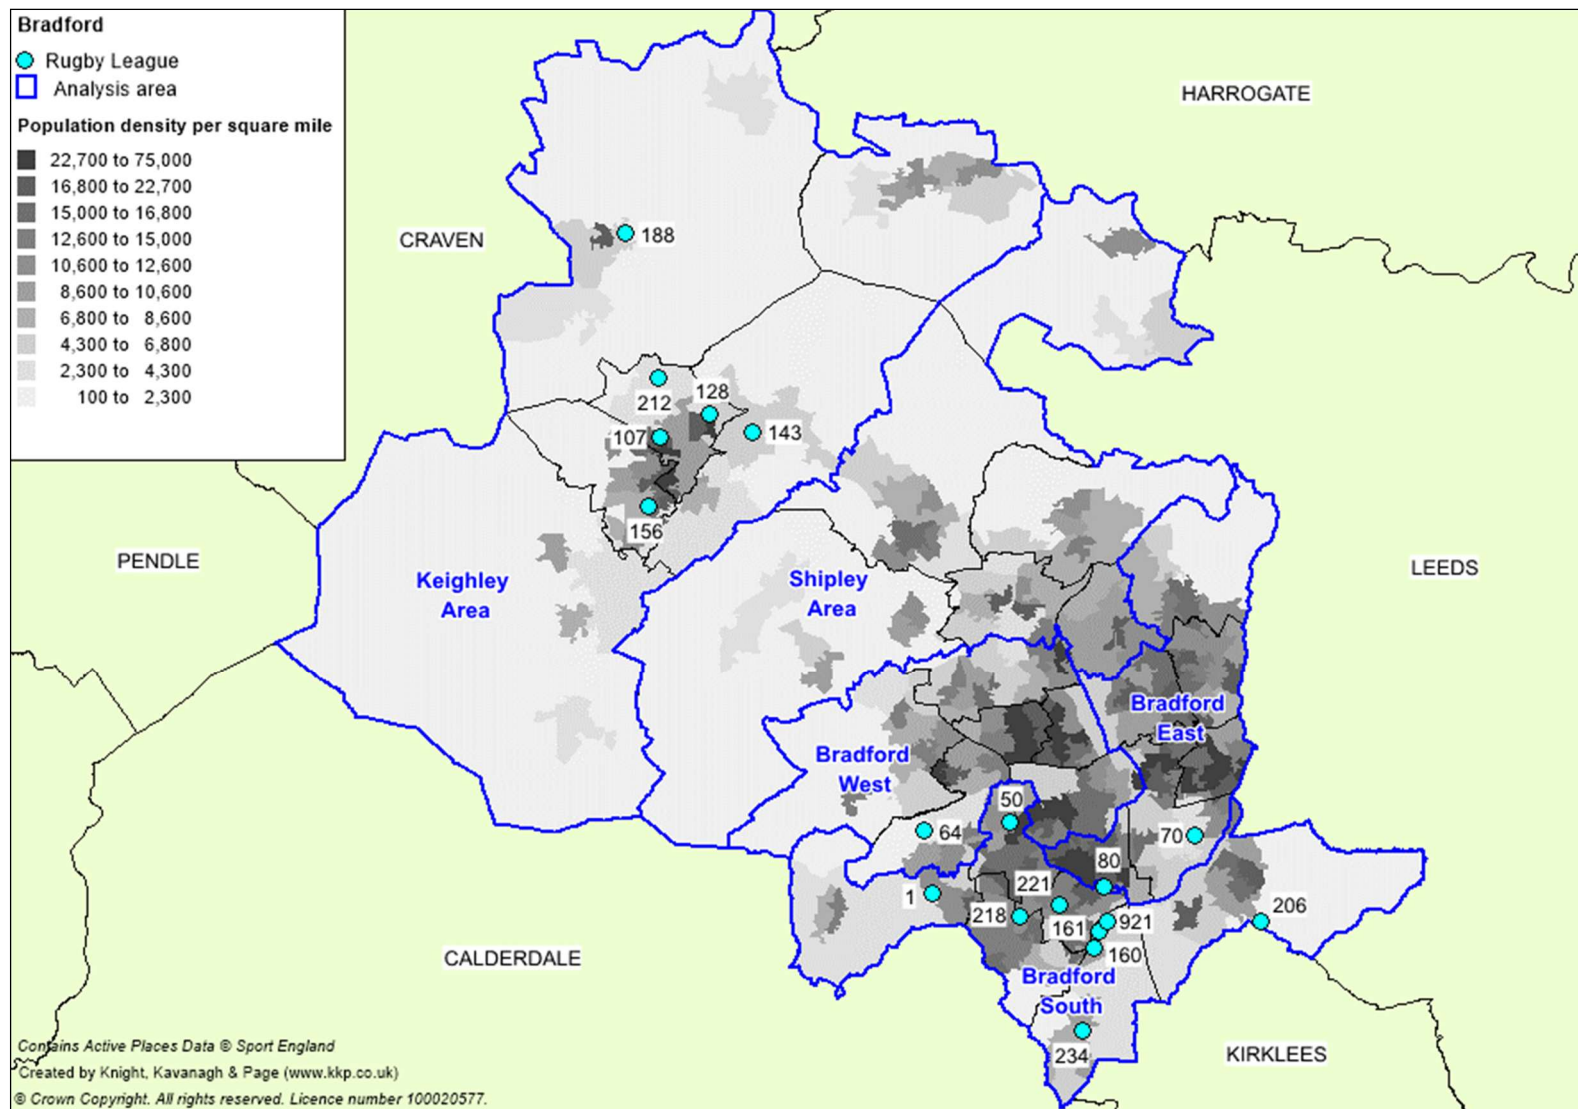 Bradford
Rugby League
Analysis area
Population density per square mile
22,700 to 75,000
16,800 to 22,700
15,000 to 16,800
12,600 to 15,000
10,600 to 12,600
8,600 to 10,600
6,800 to 8,600
4,300 to 6,800
2,300 to 4,300
100 to 2,300
HARROGATE
CRAVEN
188
212
128
107
143
156
PENDLE
Keighley
Area
Shipley
Area
LEEDS
Bradford
East
Bradford
West
50
64
70
80
1
221
218
161
921
206
160
CALDERDALE
Bradford
South
234
KIRKLEES
Contains Active Places Data © Sport England
Created by Knight, Kavanagh & Page (www.kkp.co.uk)
© Crown Copyright. All rights reserved. Licence number 100020577.